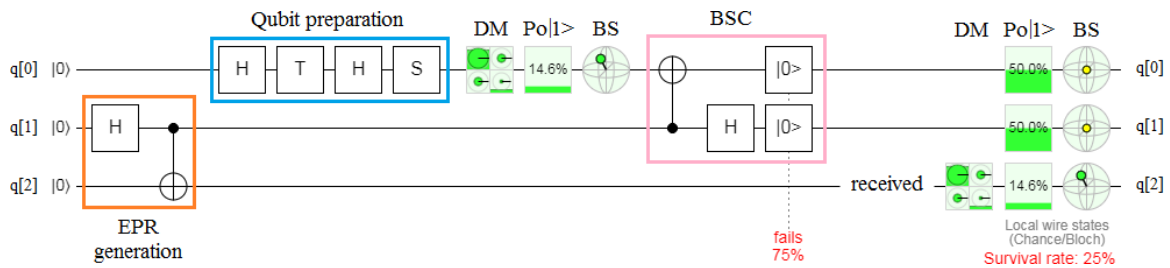 Qubit preparation
DM Po|1> BS
BSC
DM Po|1> BS
q[0] |0>
H T H S
14.6%
|0>
50.0%
q[0]
q[1] |0>
H
H |0>
50.0%
q[1]
q[2] |0>
received
14.6%
q[2]
EPR
generation
fails
75%
Local wire states
(Chance/Bloch)
Survival rate: 25%